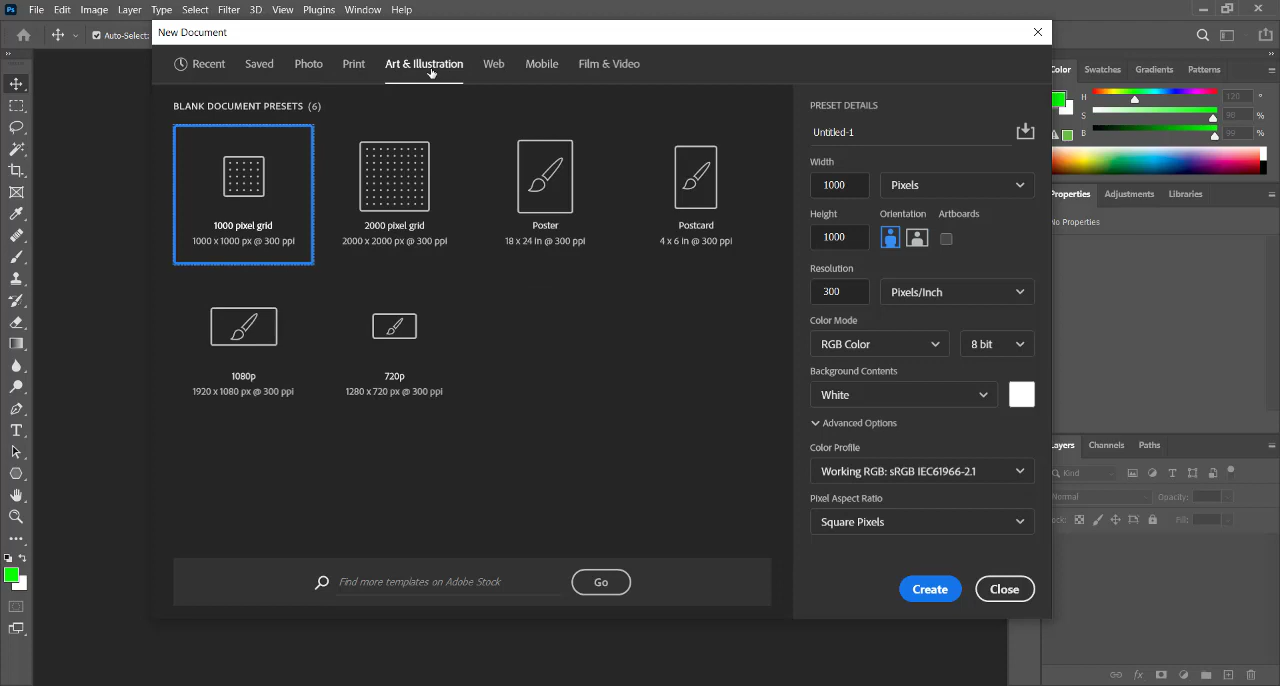 Ps File Edit Image Layer Type Select Filter 3D View Plugins Window Help
Auto-Select:
New Document
Recent Saved Photo Print Art & Illustration Web Mobile Film & Video
BLANK DOCUMENT PRESETS (6)
1000 pixel grid
1000 x 1000 px @ 300 ppi
2000 pixel grid
2000 x 2000 px @ 300 ppi
Poster
18 x 24 in @ 300 ppi
Postcard
4 x 6 in @ 300 ppi
1080p
1920 x 1080 px @ 300 ppi
720p
1280 x 720 px @ 300 ppi
Find more templates on Adobe Stock
Go
PRESET DETAILS
Untitled-1
Width
1000 Pixels
Height Orientation Artboards
1000
Resolution
300 Pixels/Inch
Color Mode
RGB Color 8 bit
Background Contents
White
Advanced Options
Color Profile
Working RGB: sRGB IEC61966-2.1
Pixel Aspect Ratio
Square Pixels
Create Close
Color Swatches Gradients Patterns
H 120 °
S 98 %
B 99 %
Properties Adjustments Libraries
No Properties
Layers Channels Paths
Kind
Normal Opacity:
Fill:
fx